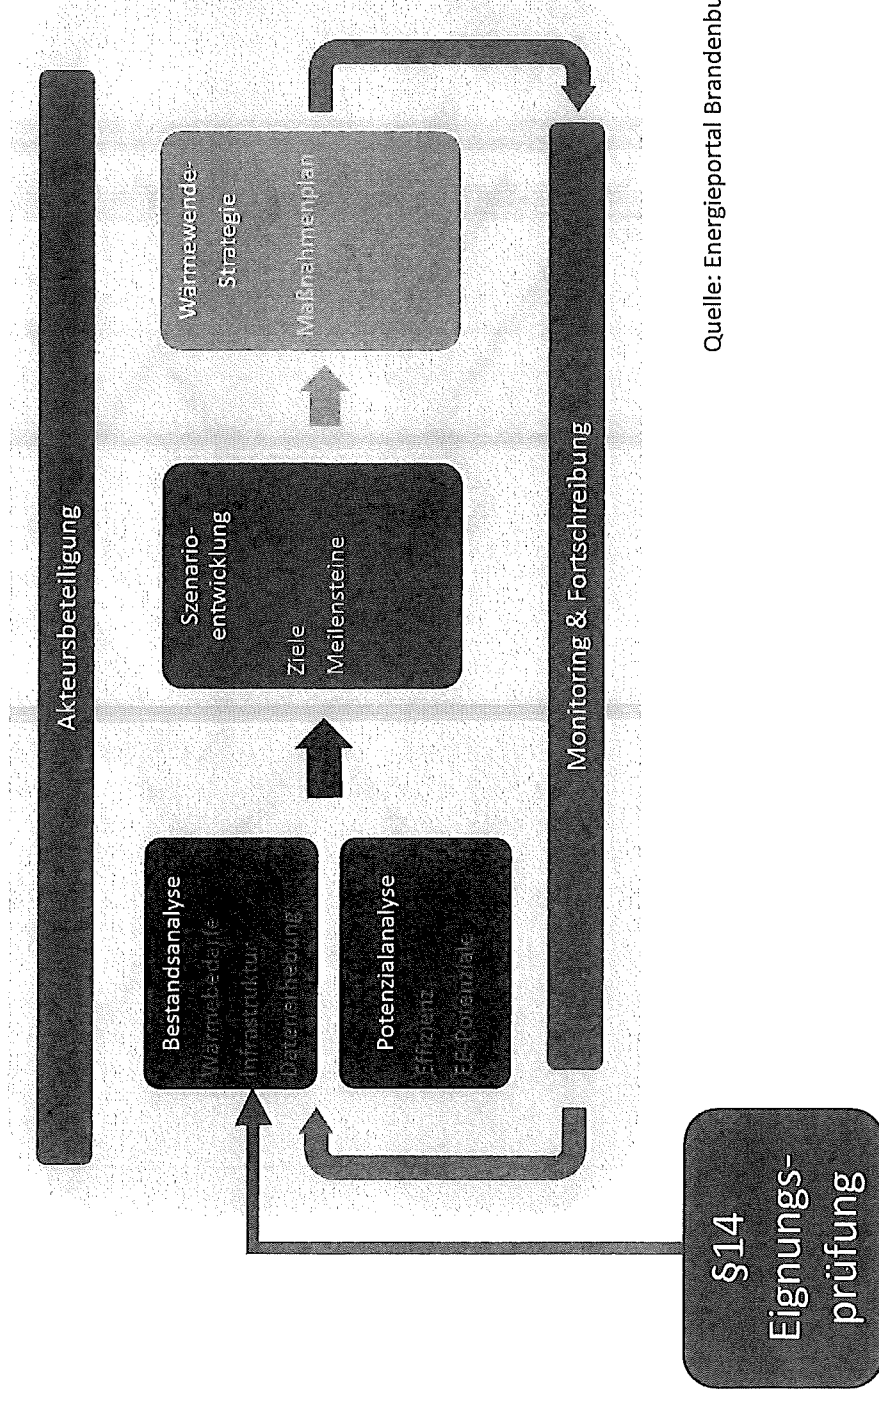 Akteursbeteiligung
Bestandsanalyse
Wärmebedarfe
Infrastruktur
Datenerhebung
Potenzialanalyse
Effizienz
EE-Potenziale
Szenario-
entwicklung
Ziele
Meilensteine
Wärmewende-
Strategie
Maßnahmenplan
Monitoring & Fortschreibung
§14
Eignungs-
prüfung
Quelle: Energieportal Brandenbu